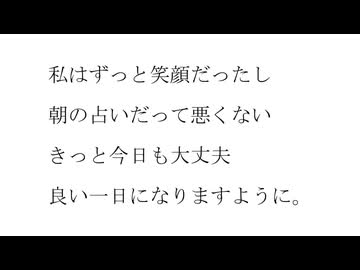 私はずっと笑顔だったし
朝の占いだって悪くない
きっと今日も大丈夫
良い一日になりますように。